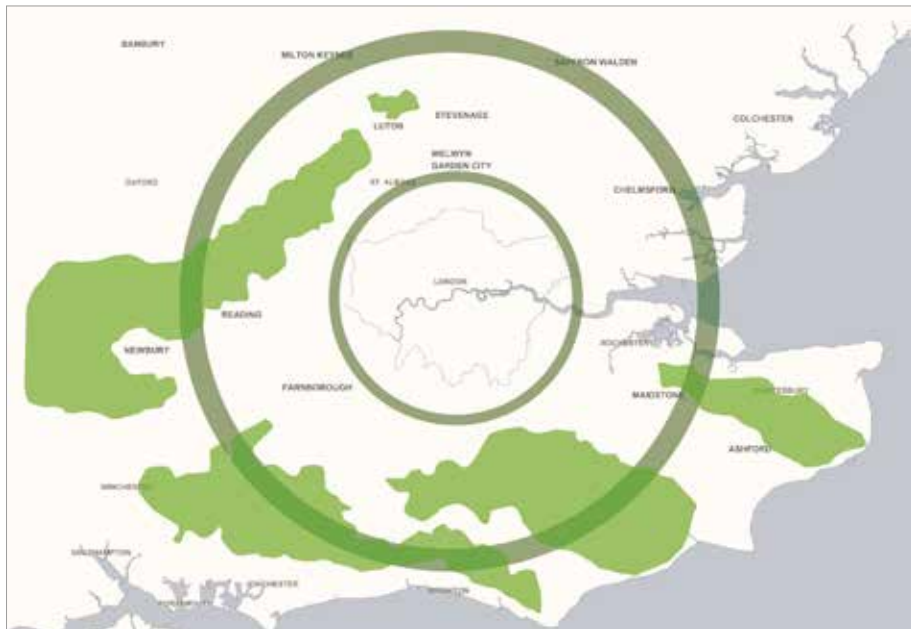 BANBURY
MILTON KEYNES
SAFFRON WALDEN
LUTON
STEVENAGE
COLCHESTER
WELWYN
GARDEN CITY
OXFORD
ST. ALBANS
CHELMSFORD
LONDON
READING
ROCHESTER
NEWBURY
FARNBOROUGH
MAIDSTONE
CANTERBURY
ASHFORD
WINCHESTER
SOUTHAMPTON
CHICHESTER
PORTSMOUTH
BRIGHTON